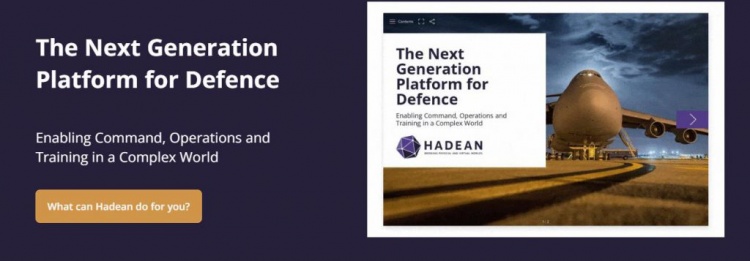 The Next Generation
Platform for Defence
Enabling Command, Operations and
Training in a Complex World
What can Hadean do for you?
Contents
The Next
Generation
Platform for
Defence
Enabling Command, Operations and
Training in a Complex World
HADEAN